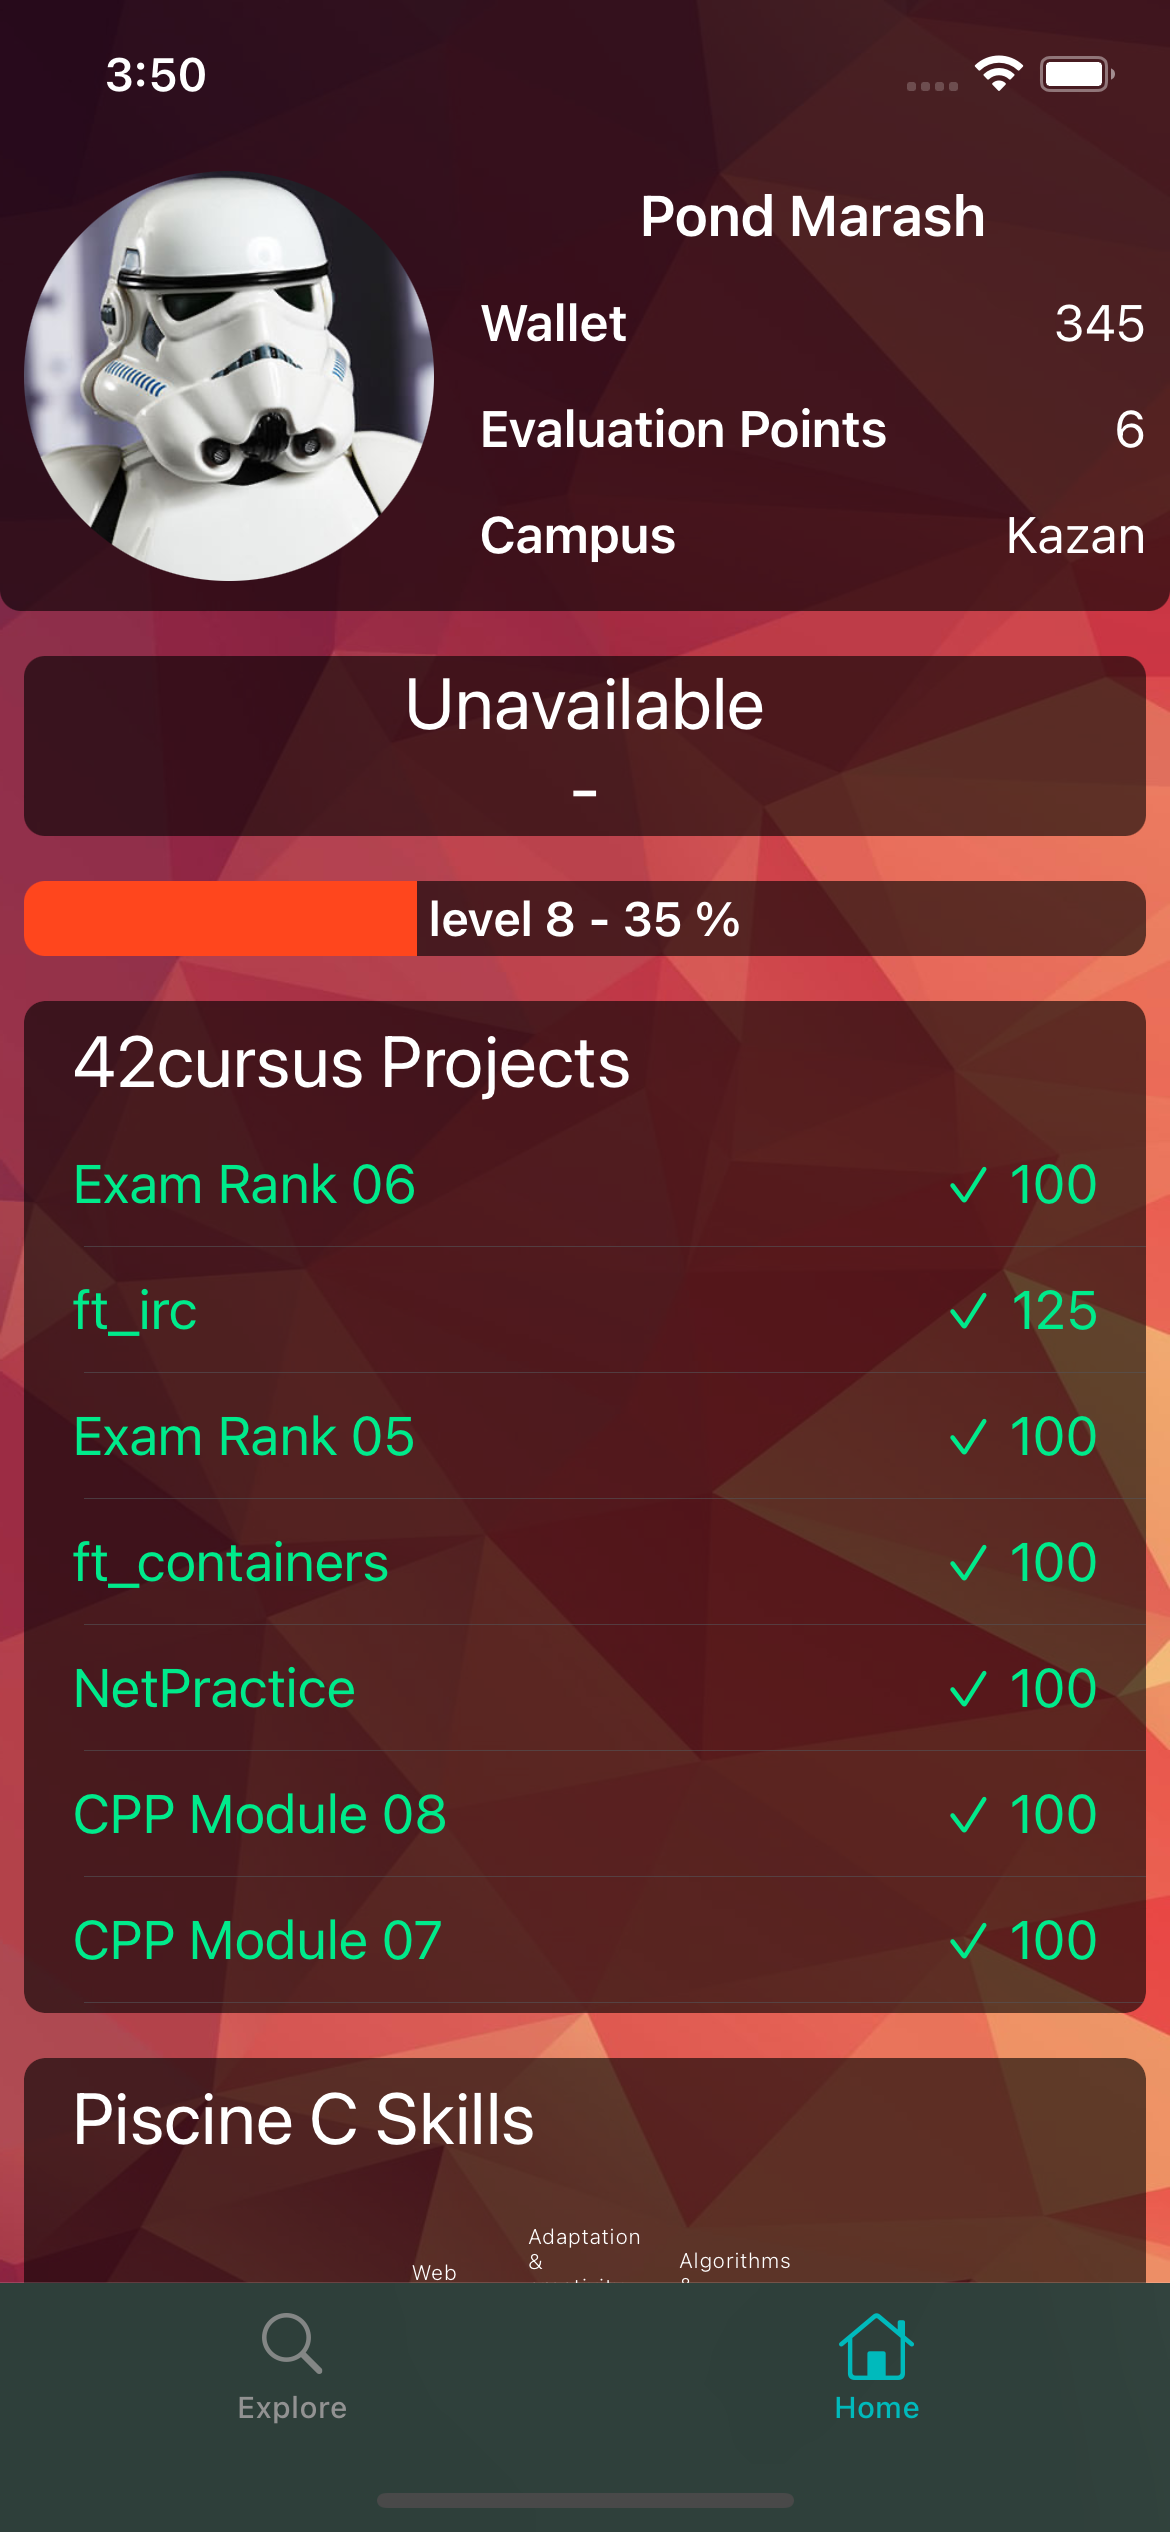 3:50
Pond Marash
Wallet 345
Evaluation Points 6
Campus Kazan
Unavailable
-
level 8 - 35 %
42cursus Projects
Exam Rank 06 ✓ 100
ft_irc ✓ 125
Exam Rank 05 ✓ 100
ft_containers ✓ 100
NetPractice ✓ 100
CPP Module 08 ✓ 100
CPP Module 07 ✓ 100
Piscine C Skills
Adaptation
&
Web
Algorithms
Explore
Home